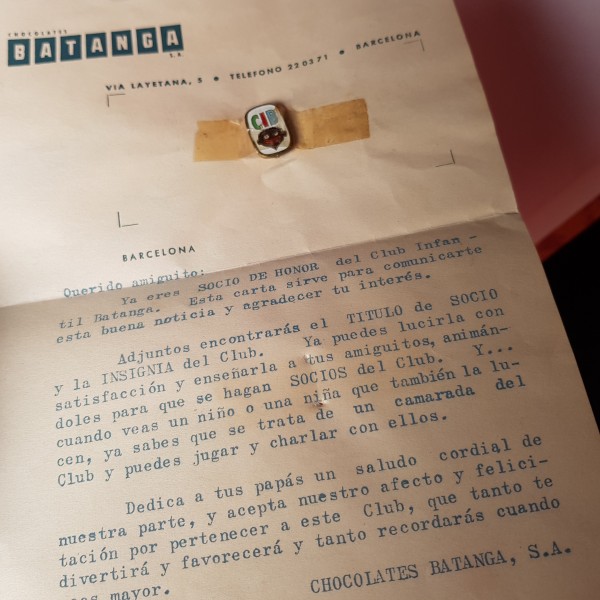 CHOCOLATES
BATANGA
S.A.
VIA LAYETANA, 5 • TELEFONO 220371 • BARCELONA
CIB
BARCELONA
Querido amiguito:
Ya eres SOCIO DE HONOR del Club Infan-
til Batanga. Esta carta sirve para comunicarte
esta buena noticia y agradecer tu interés.
Adjuntos encontrarás el TITULO de SOCIO
y la INSIGNIA del Club. Ya puedes lucirla con
satisfacción y enseñarla a tus amiguitos, animán-
doles para que se hagan SOCIOS del Club. Y...
cuando veas un niño o una niña que también la lu-
cen, ya sabes que se trata de un camarada del
Club y puedes jugar y charlar con ellos.
Dedica a tus papás un saludo cordial de
nuestra parte, y acepta nuestro afecto y felici-
tación por pertenecer a este Club, que tanto te
divertirá y favorecerá y tanto recordarás cuando
mayor.
CHOCOLATES BATANGA, S.A.